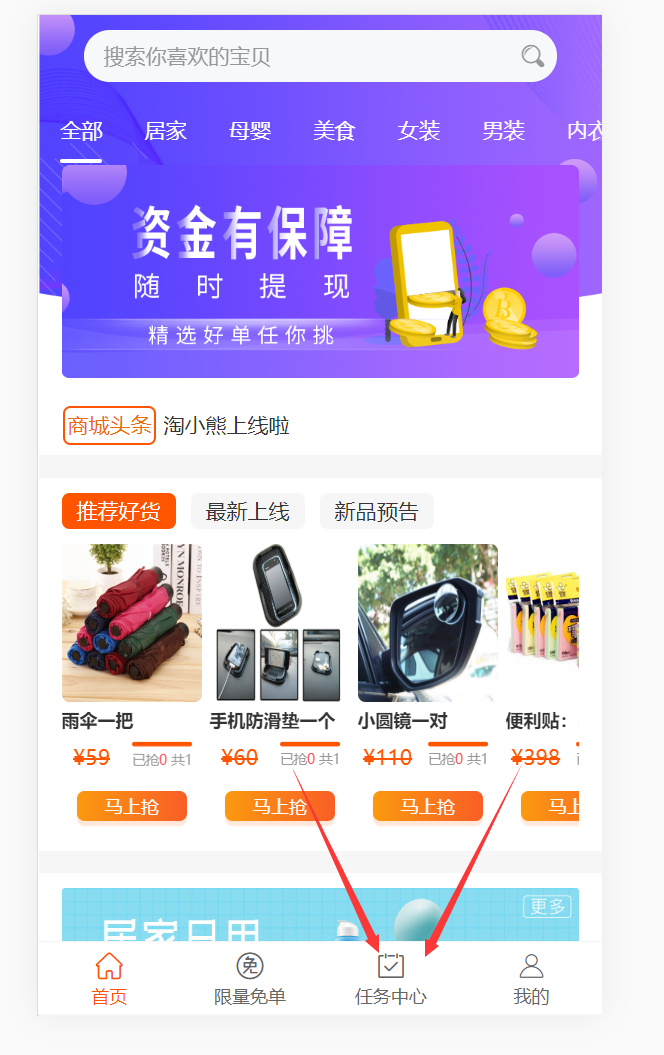 搜索你喜欢的宝贝
全部 居家 母婴 美食 女装 男装 内衣
资金有保障
随时提现
精选好单任你挑
商城头条 淘小熊上线啦
推荐好货 最新上线 新品预告
雨伞一把 手机防滑垫一个 小圆镜一对 便利贴：
¥59 已抢0 共1 ¥60 已抢0 共1 ¥110 已抢0 共1 ¥398
马上抢 马上抢 马上抢 马上
更多
居家日用
首页 限量免单 任务中心 我的